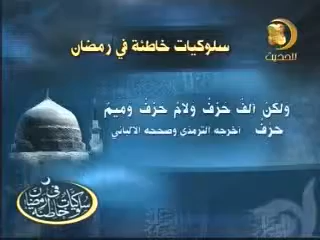 سلوكيات خاطئة في رمضان
المجد
للحديث
ولكن ألف حرف ولام حرف وميم
حرف أخرجه الترمذي وصححه الألباني
سلوكيات خاطئة في رمضان